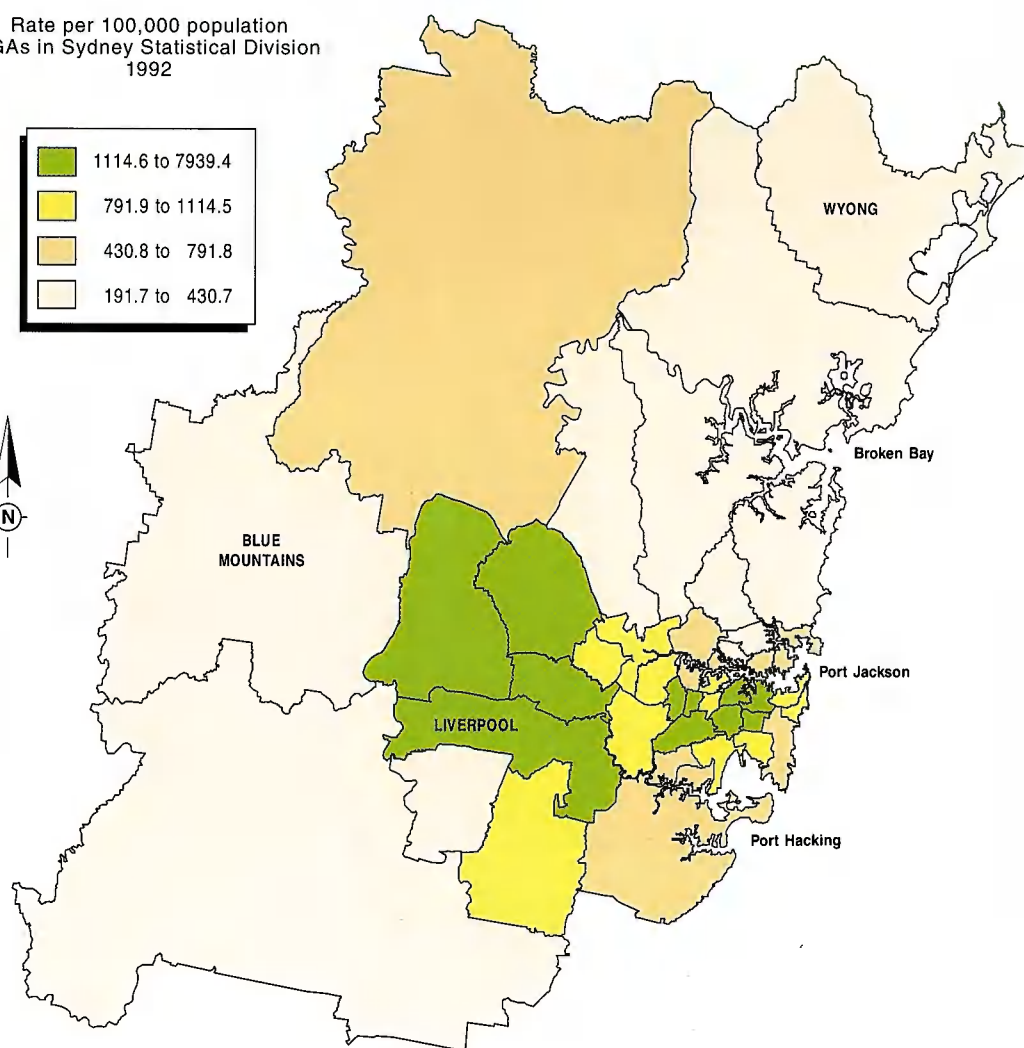 Rate per 100,000 population
GAs in Sydney Statistical Division
1992
1114.6 to 7939.4
791.9 to 1114.5
430.8 to 791.8
191.7 to 430.7
WYONG
Broken Bay
N
BLUE
MOUNTAINS
Port Jackson
LIVERPOOL
Port Hacking